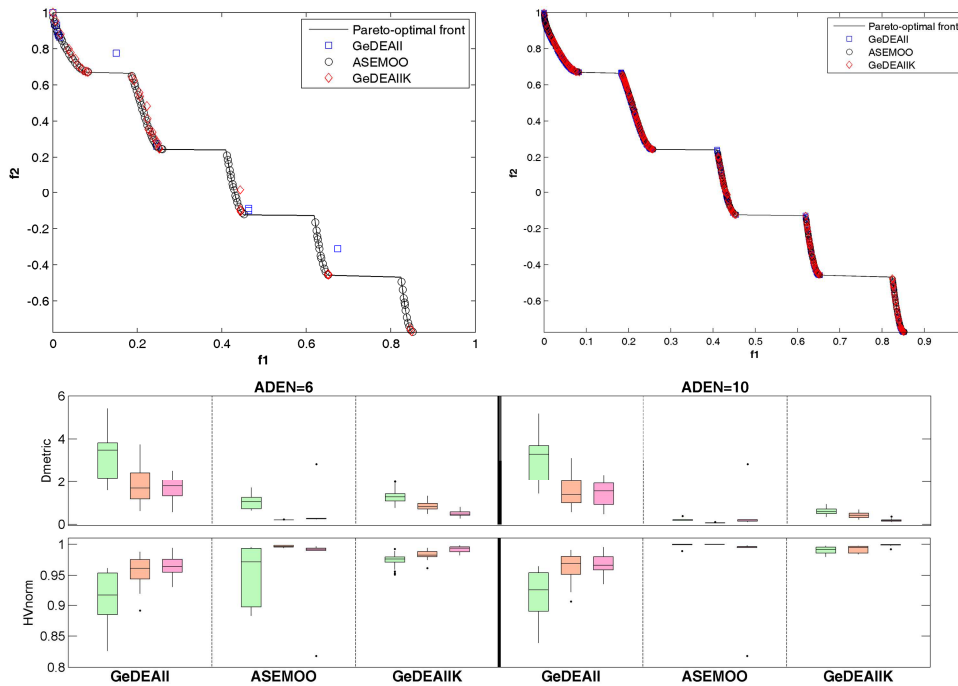 Pareto-optimal front
GeDEAII
ASEMOO
GeDEAIIK
1
0.8
0.6
0.4
0.2
0
-0.2
-0.4
-0.6
f2
0 0.2 0.4 0.6 0.8 1
f1
Pareto-optimal front
GeDEAII
ASEMOO
GeDEAIIK
1
0.8
0.6
0.4
0.2
0
-0.2
-0.4
-0.6
f2
0 0.1 0.2 0.3 0.4 0.5 0.6 0.7 0.8 0.9
f1
ADEN=6 ADEN=10
6
4
2
0
Dmetric
1
0.95
0.9
0.85
0.8
HVnorm
GeDEAII ASEMOO GeDEAIIK GeDEAII ASEMOO GeDEAIIK